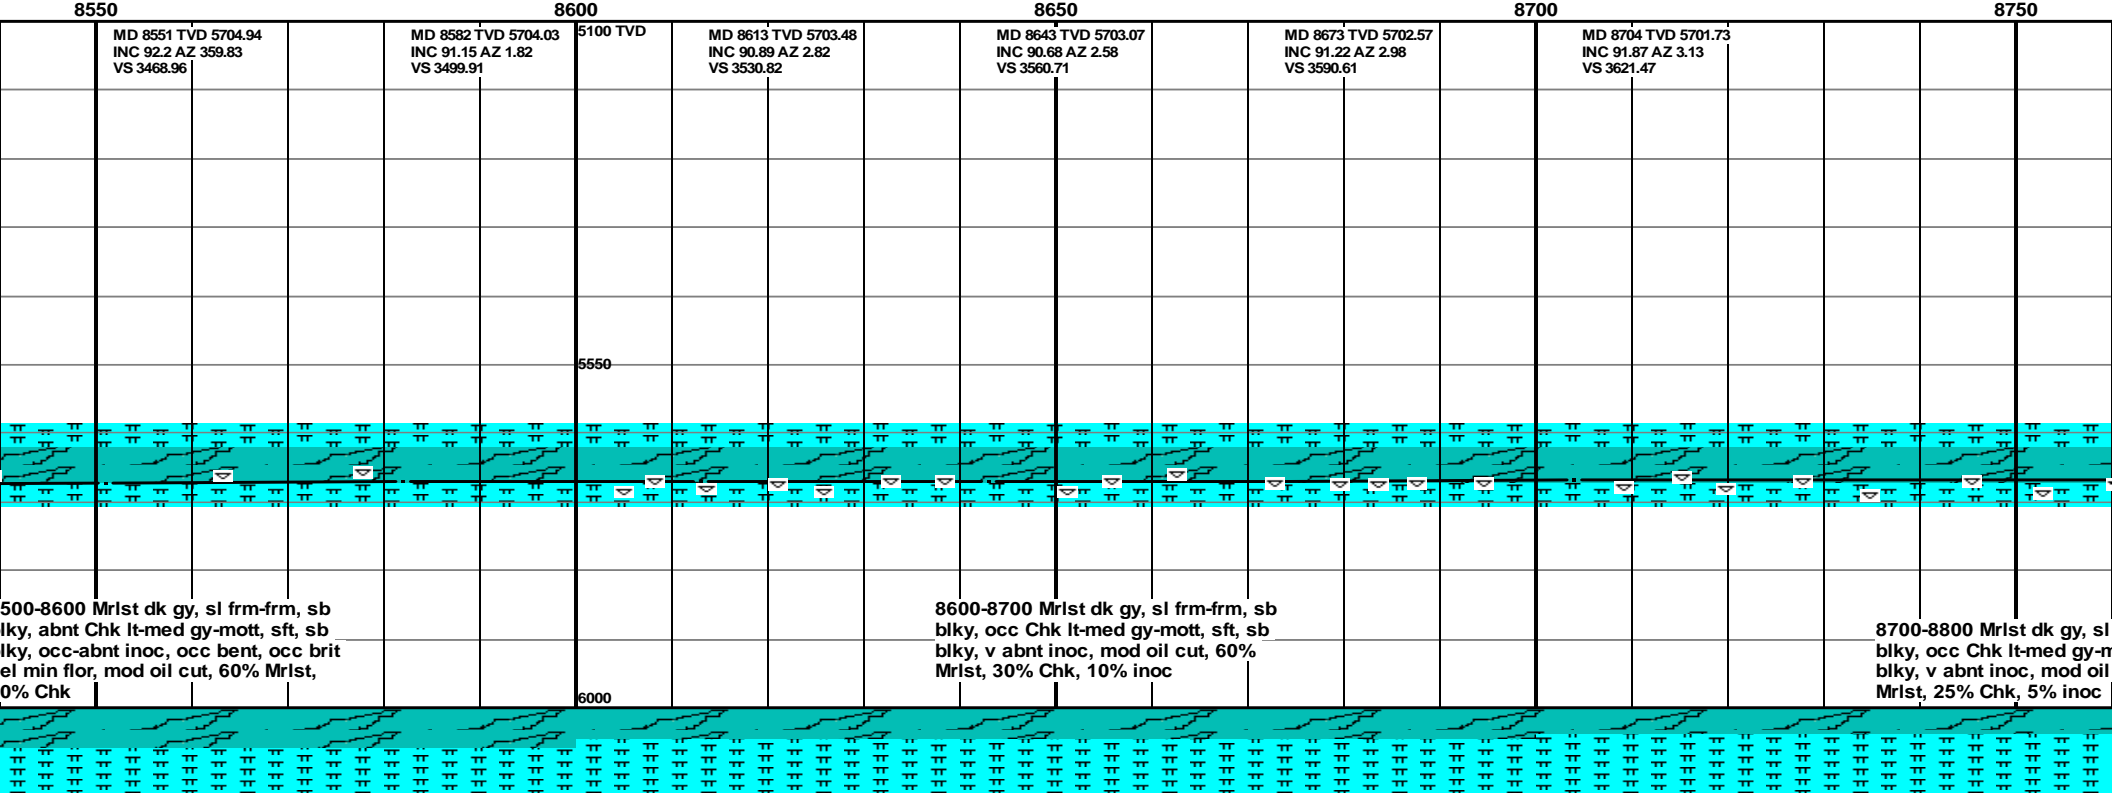 8550 8600 8650 8700 8750
MD 8551 TVD 5704.94
INC 92.2 AZ 359.83
VS 3468.96
MD 8582 TVD 5704.03
INC 91.15 AZ 1.82
VS 3499.91
5100 TVD
MD 8613 TVD 5703.48
INC 90.89 AZ 2.82
VS 3530.82
MD 8643 TVD 5703.07
INC 90.68 AZ 2.58
VS 3560.71
MD 8673 TVD 5702.57
INC 91.22 AZ 2.98
VS 3590.61
MD 8704 TVD 5701.73
INC 91.87 AZ 3.13
VS 3621.47
5550
500-8600 Mrlst dk gy, sl frm-frm, sb
lky, abnt Chk lt-med gy-mott, sft, sb
lky, occ-abnt inoc, occ bent, occ brit
el min flor, mod oil cut, 60% Mrlst,
0% Chk
8600-8700 Mrlst dk gy, sl frm-frm, sb
blky, occ Chk lt-med gy-mott, sft, sb
blky, v abnt inoc, mod oil cut, 60%
Mrlst, 30% Chk, 10% inoc
8700-8800 Mrlst dk gy, sl
blky, occ Chk lt-med gy-m
blky, v abnt inoc, mod oil
Mrlst, 25% Chk, 5% inoc
6000